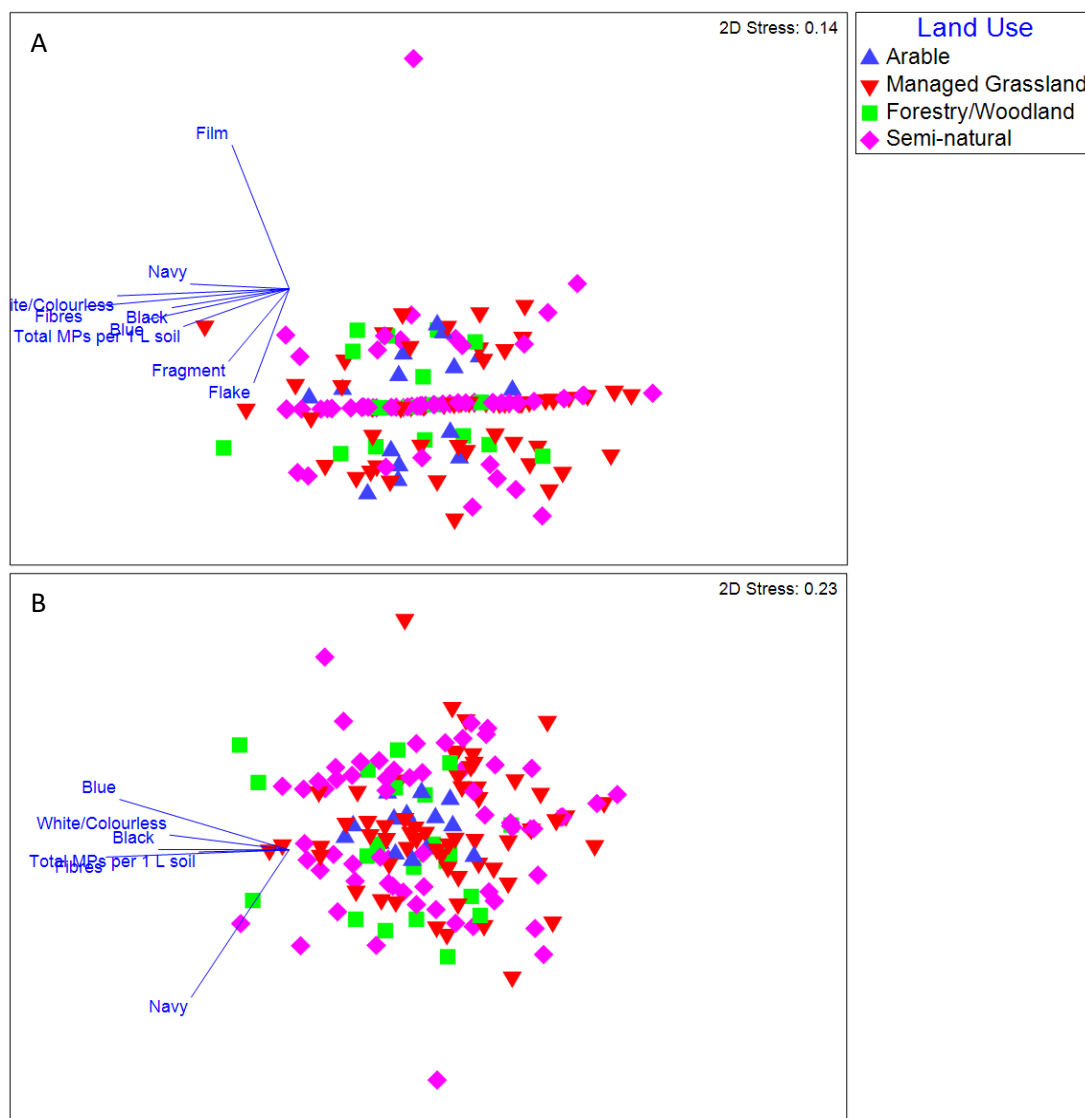 A
2D Stress: 0.14
Land Use
Arable
Managed Grassland
Forestry/Woodland
Semi-natural
Film
Navy
ite/Colourless
Fibres
Black
Blue
Total MPs per 1 L soil
Fragment
Flake
B
2D Stress: 0.23
Blue
White/Colourless
Black
Total MPs per 1 L soil
Fibres
Navy